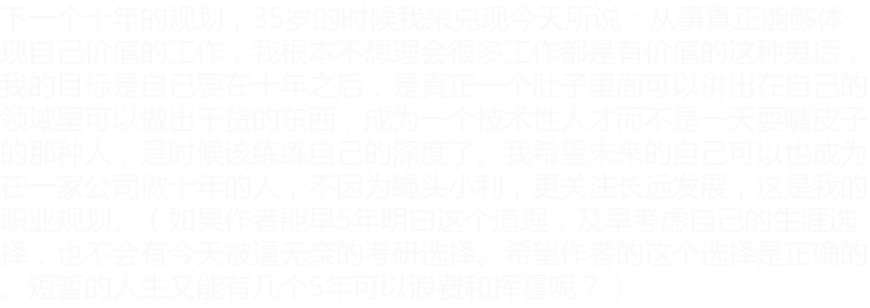 下一个十年的规划，35岁的时候我来兑现今天所说：从事真正能够体
现自己价值的工作，我根本不想理会很多工作都是有价值的这种鬼话，
我的目标是自己要在十年之后，是真正一个肚子里面可以讲出在自己的
领域里可以做出干货的东西，成为一个技术性人才而不是一天耍嘴皮子
的那种人，是时候该练练自己的深度了。我希望未来的自己可以也成为
在一家公司做十年的人，不因为蝇头小利，更关注长远发展，这是我的
职业规划。（如果作者能早5年明白这个道理，及早考虑自己的生涯选
择，也不会有今天被逼无奈的考研选择。希望作者的这个选择是正确的
。短暂的人生又能有几个5年可以浪费和挥霍呢？）